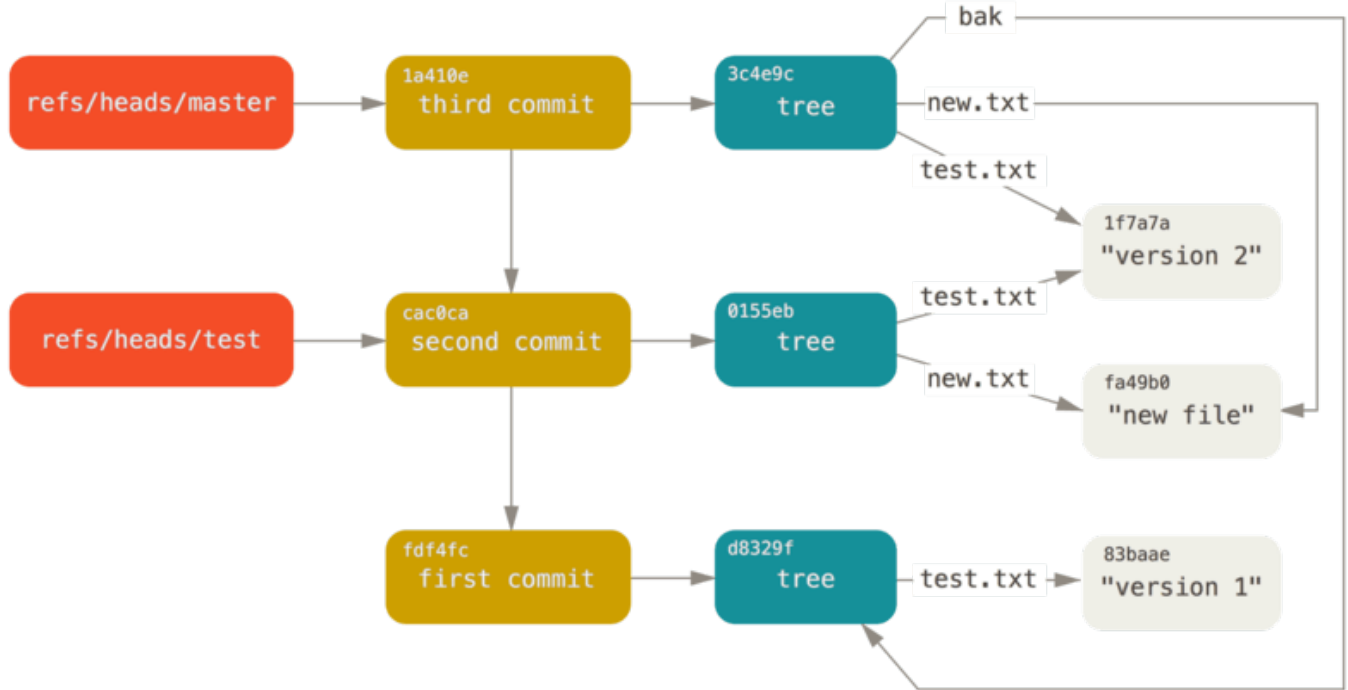 bak
refs/heads/master
1a410e
third commit
3c4e9c
tree
new.txt
test.txt
1f7a7a
"version 2"
refs/heads/test
cac0ca
second commit
0155eb
tree
test.txt
new.txt
fa49b0
"new file"
fdf4fc
first commit
d8329f
tree
test.txt
83baae
"version 1"